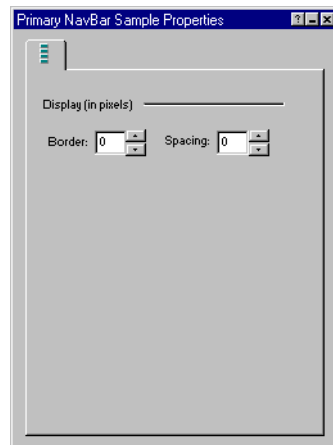 Primary NavBar Sample Properties
Display (in pixels)
Border: 0 Spacing: 0